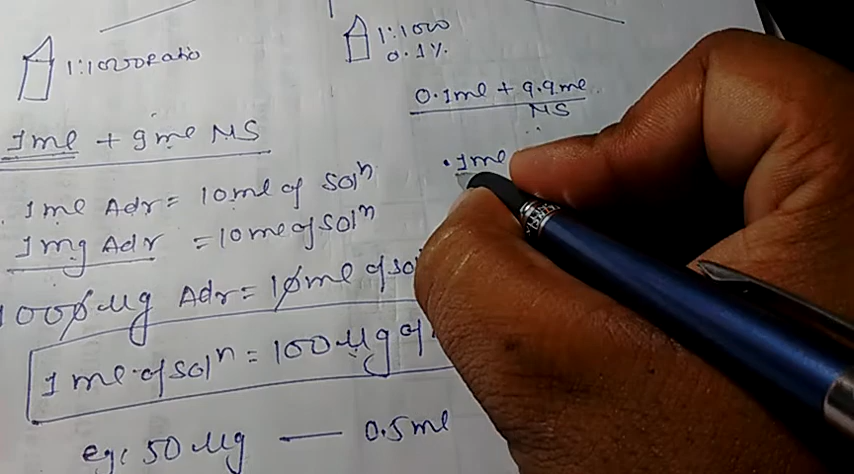 1:10000 Ratio
1ml + 9ml NS
1ml Adr = 10ml of solⁿ
1mg Adr = 10ml of solⁿ
1000 μg Adr = 10ml of sol
1ml of solⁿ = 100 μg of
eg: 50 μg — 0.5ml
1:1000
0.1%
0.1ml + 9.9ml
NS
.1ml